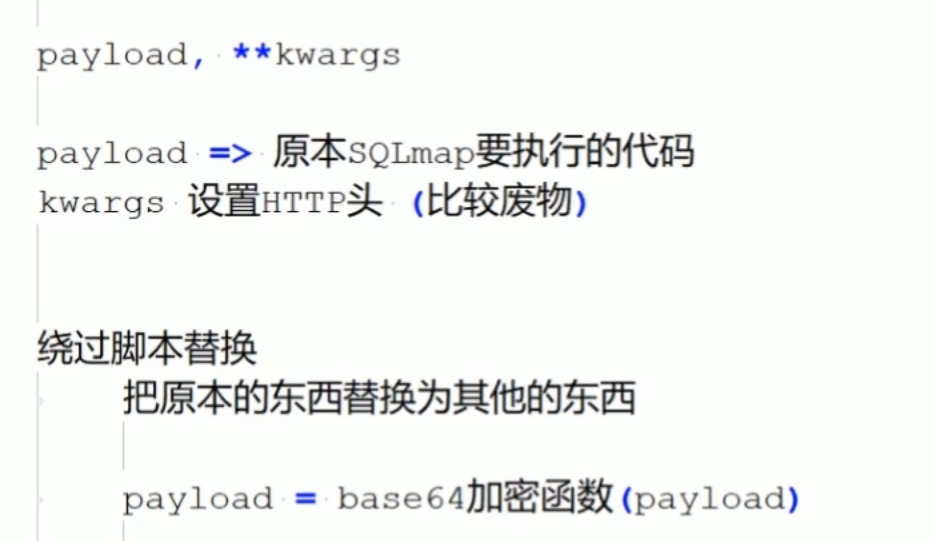 payload, **kwargs
payload => 原本SQLmap要执行的代码
kwargs 设置HTTP头 (比较废物)
绕过脚本替换
把原本的东西替换为其他的东西
payload = base64加密函数(payload)